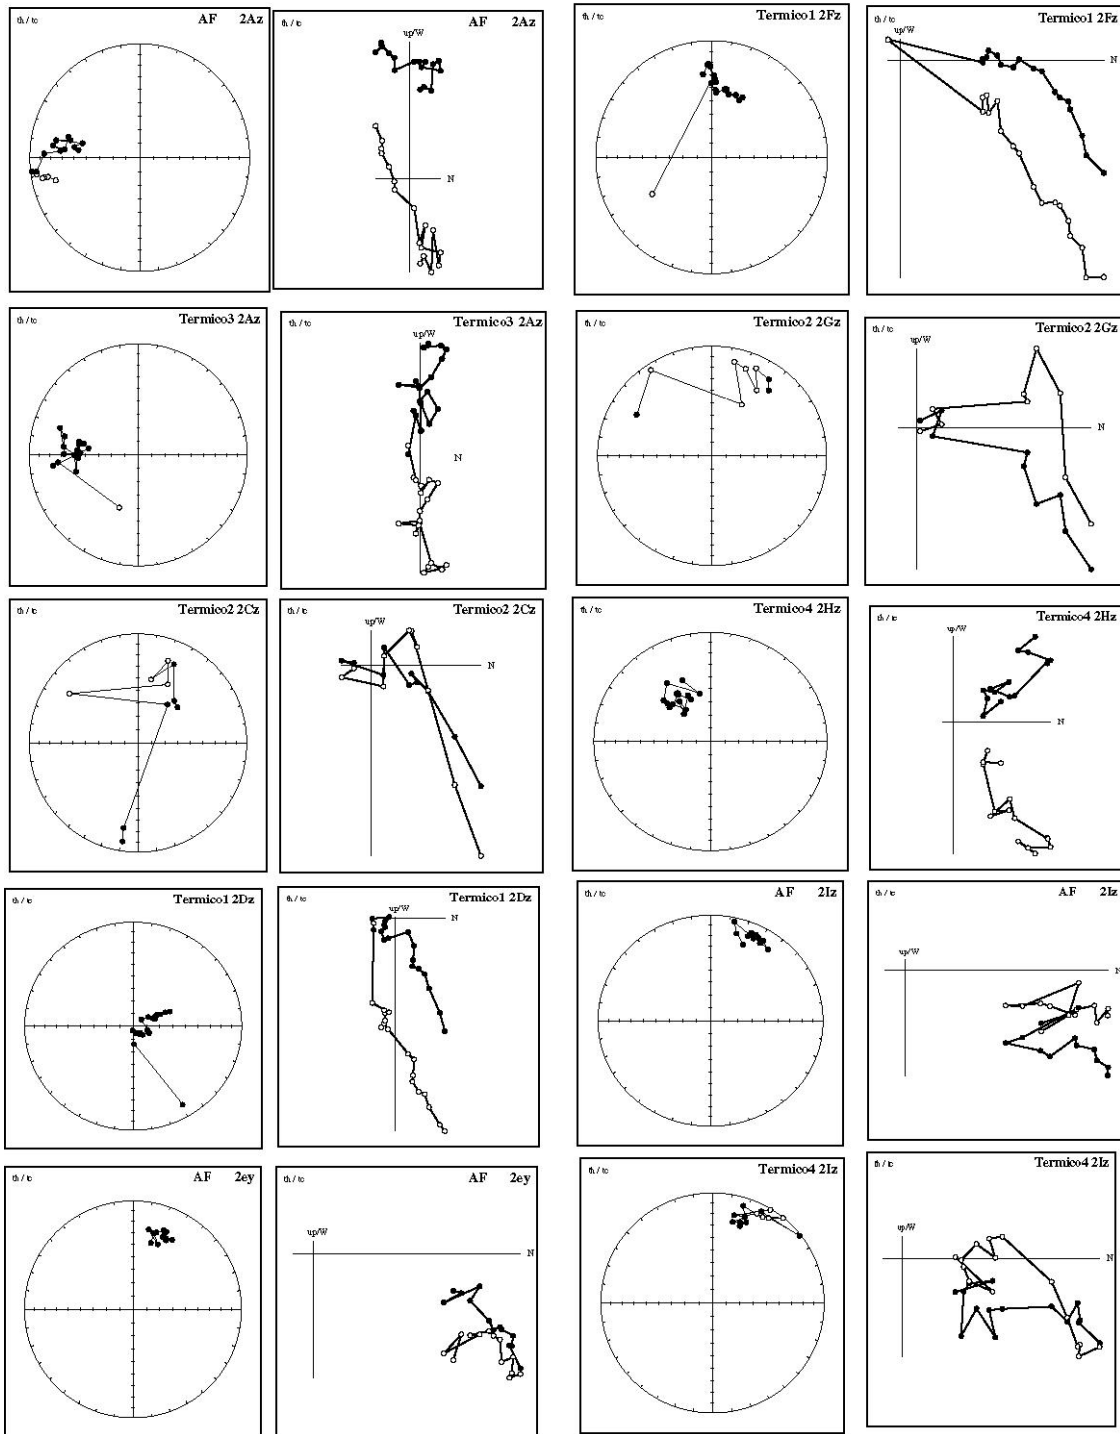 th / tc AF 2Az
th / tc AF 2Az
up/W
N
th / tc Termico1 2Fz
th / tc Termico1 2Fz
up/W
N
th / tc Termico3 2Az
th / tc Termico3 2Az
up/W
N
th / tc Termico2 2Gz
th / tc Termico2 2Gz
up/W
N
th / tc Termico2 2Cz
th / tc Termico2 2Cz
up/W
N
th / tc Termico4 2Hz
th / tc Termico4 2Hz
up/W
th / tc Termico1 2Dz
th / tc Termico1 2Dz
up/W
N
th / tc AF 2Iz
th / tc AF 2Iz
up/W
N
th / tc AF 2ey
th / tc AF 2ey
up/W
N
th / tc Termico4 2Iz
th / tc Termico4 2Iz
up/W
N